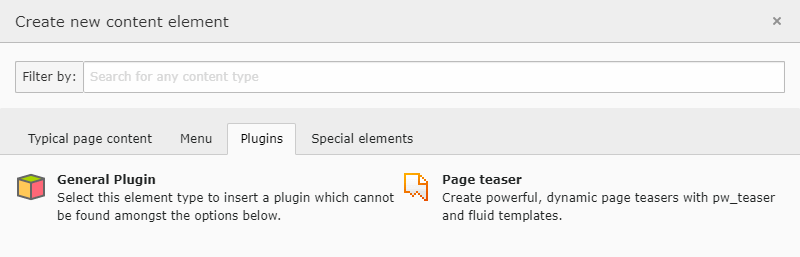 Create new content element
×
Filter by: Search for any content type
Typical page content Menu Plugins Special elements
General Plugin
Select this element type to insert a plugin which cannot
be found amongst the options below.
Page teaser
Create powerful, dynamic page teasers with pw_teaser
and fluid templates.